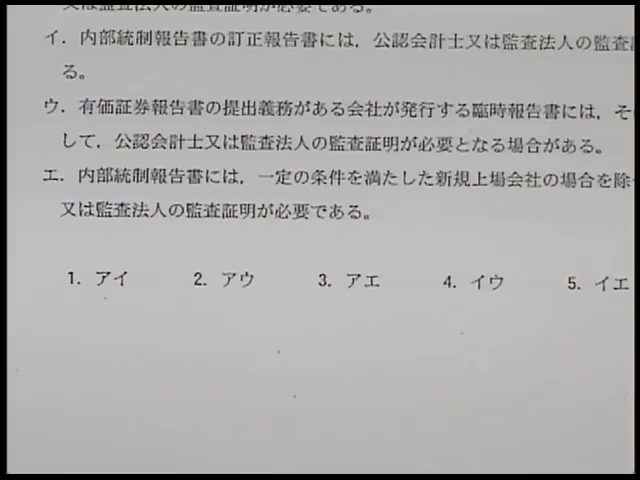 又は監査法人の監査証明が必要である。
イ．内部統制報告書の訂正報告書には，公認会計士又は監査法人の監査
る。
ウ．有価証券報告書の提出義務がある会社が発行する臨時報告書には，そ
して，公認会計士又は監査法人の監査証明が必要となる場合がある。
エ．内部統制報告書には，一定の条件を満たした新規上場会社の場合を除
又は監査法人の監査証明が必要である。
1．アイ 2．アウ 3．アエ 4．イウ 5．イエ